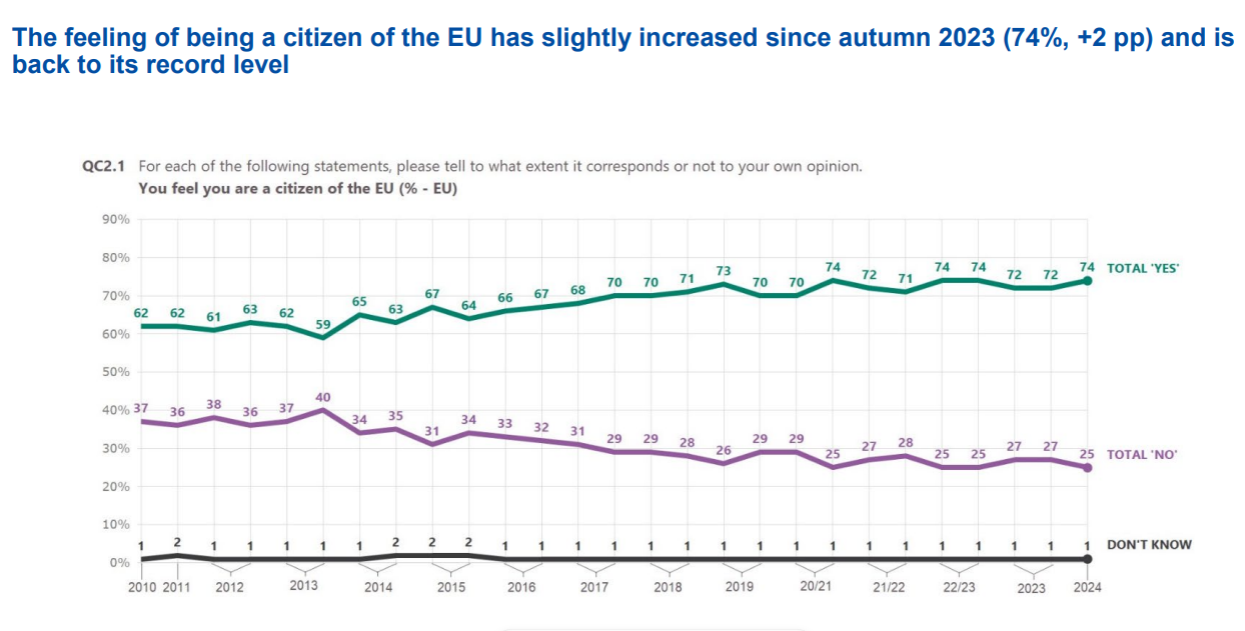 The feeling of being a citizen of the EU has slightly increased since autumn 2023 (74%, +2 pp) and is
back to its record level
QC2.1 For each of the following statements, please tell to what extent it corresponds or not to your own opinion.
You feel you are a citizen of the EU (% - EU)
90%
80%
70%
60%
50%
40%
30%
20%
10%
0%
62 62 61 63 62 59 65 63 67 64 66 67 68 70 70 71 73 70 70 74 72 71 74 74 72 72 74 TOTAL 'YES'
37 36 38 36 37 40 34 35 31 34 33 32 31 29 29 28 26 29 29 25 27 28 25 25 27 27 25 TOTAL 'NO'
1 2 1 1 1 1 1 2 2 2 1 1 1 1 1 1 1 1 1 1 1 1 1 1 1 1 1 DON'T KNOW
2010 2011 2012 2013 2014 2015 2016 2017 2018 2019 20/21 21/22 22/23 2023 2024